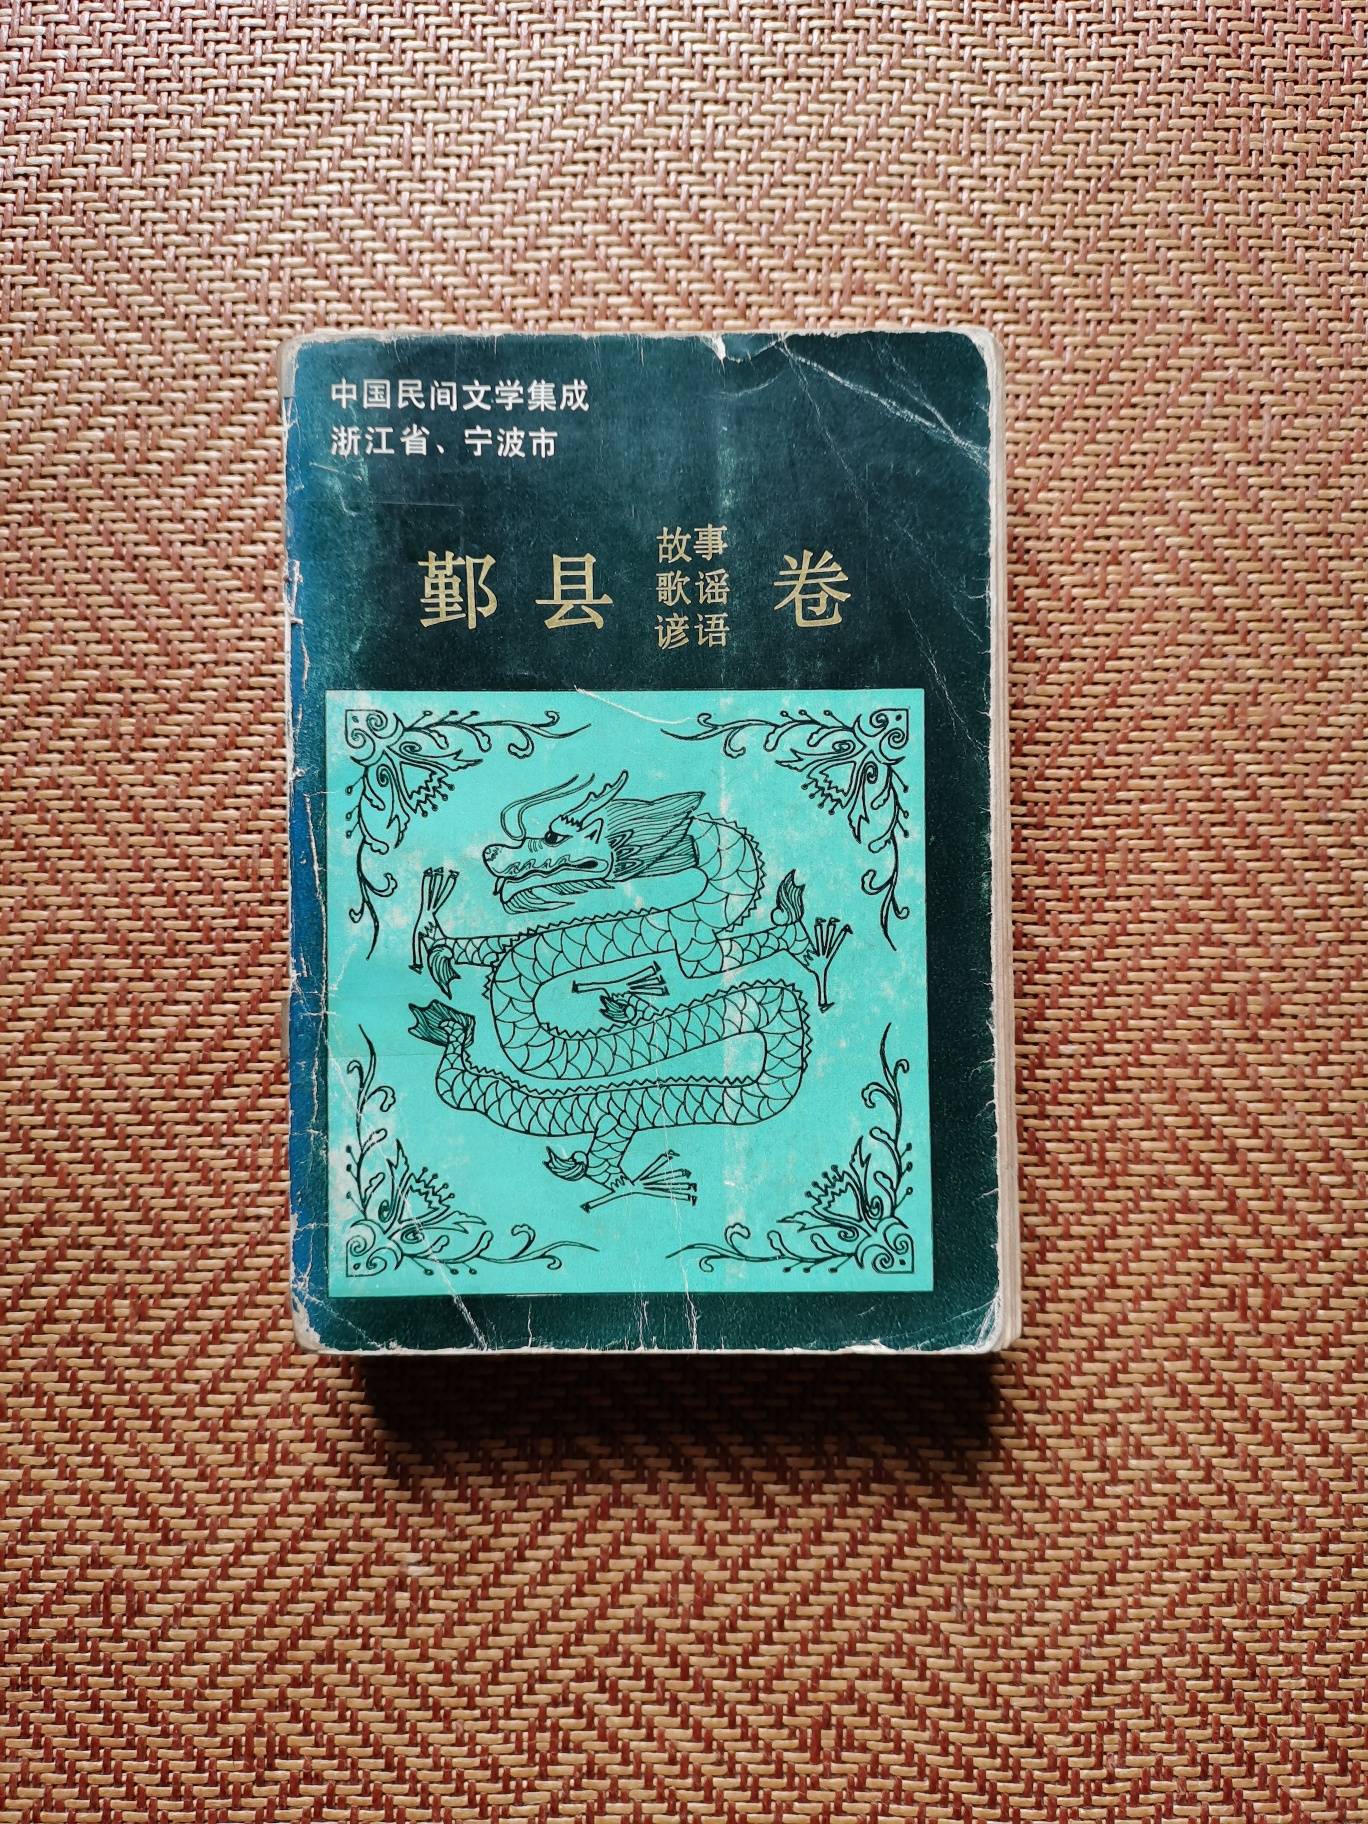 中国民间文学集成
浙江省、宁波市
鄞县
故事
歌谣
谚语
卷